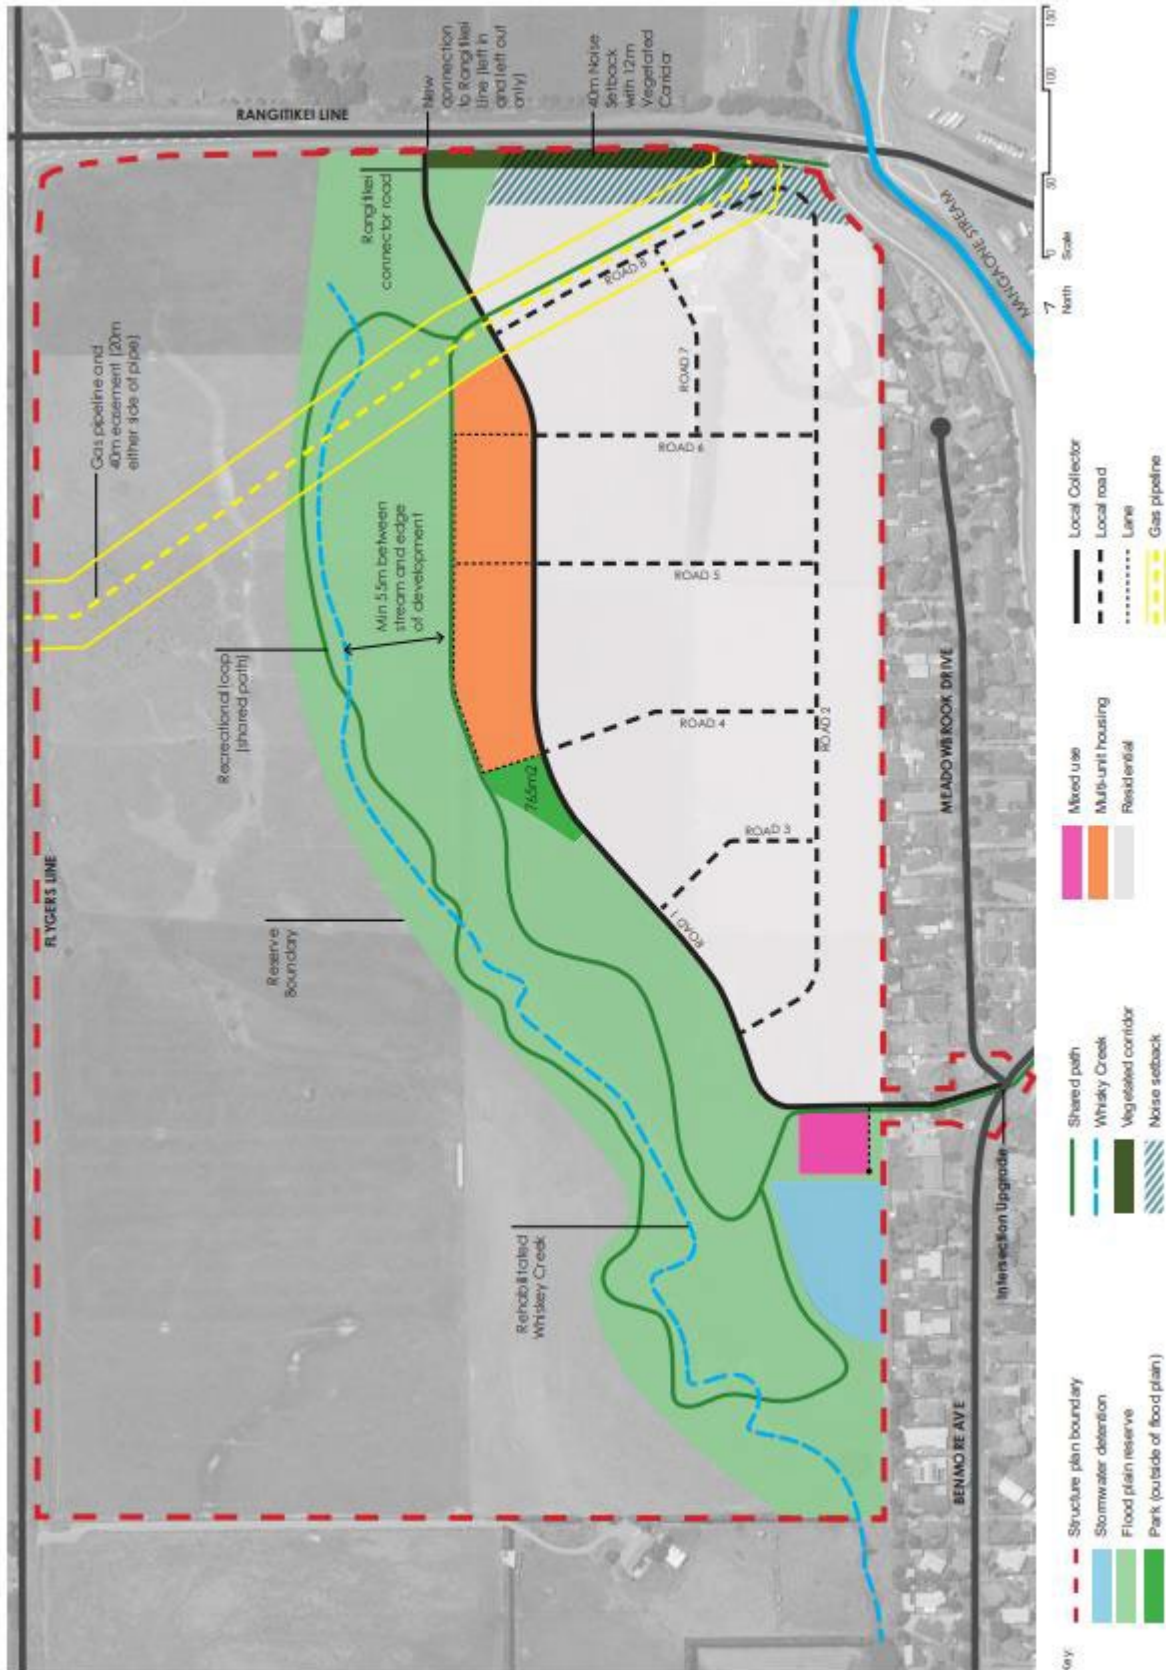 FLYGERS LINE
RANGITIKEI LINE
Gas pipeline and
40m easement (20m
either side of pipe)
New
connection
to Rangitikei
Line (left in
and left out
only)
40m Noise
Setback
with 12m
Vegetated
Corridor
Rangitikei
connector road
Recreational loop
(shared path)
Min 55m between
stream and edge
of development
Reserve
Boundary
Rehabilitated
Whiskey Creek
765m2
ROAD 1
ROAD 2
ROAD 3
ROAD 4
ROAD 5
ROAD 6
ROAD 7
ROAD 8
MANGAONE STREAM
MEADOWBROOK DRIVE
BENMORE AVE
Intersection Upgrade
Key:
Structure plan boundary
Stormwater detention
Flood plain reserve
Park (outside of flood plain)
Shared path
Whisky Creek
Vegetated corridor
Noise setback
Mixed use
Multi-unit housing
Residential
Local Collector
Local road
Lane
Gas pipeline
North
Scale
0 50 100 150